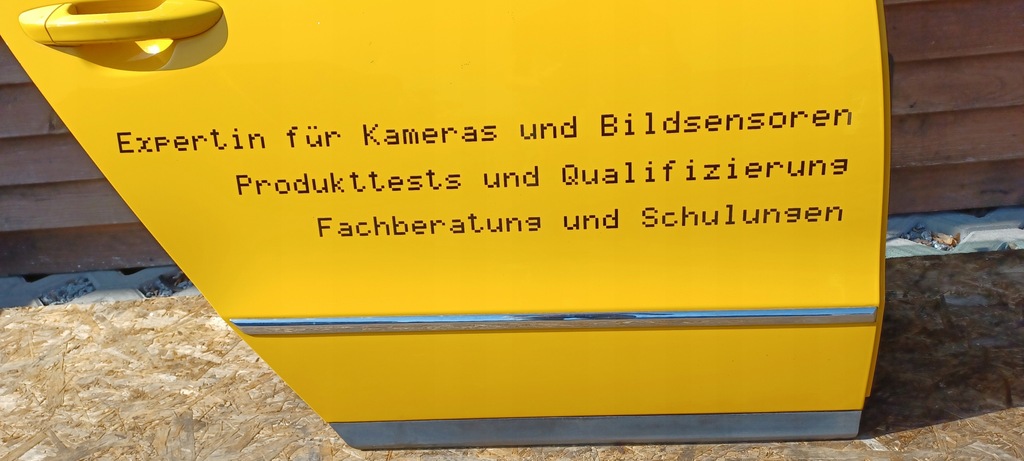 Expertin für Kameras und Bildsensoren
Produkttests und Qualifizierung
Fachberatung und Schulungen